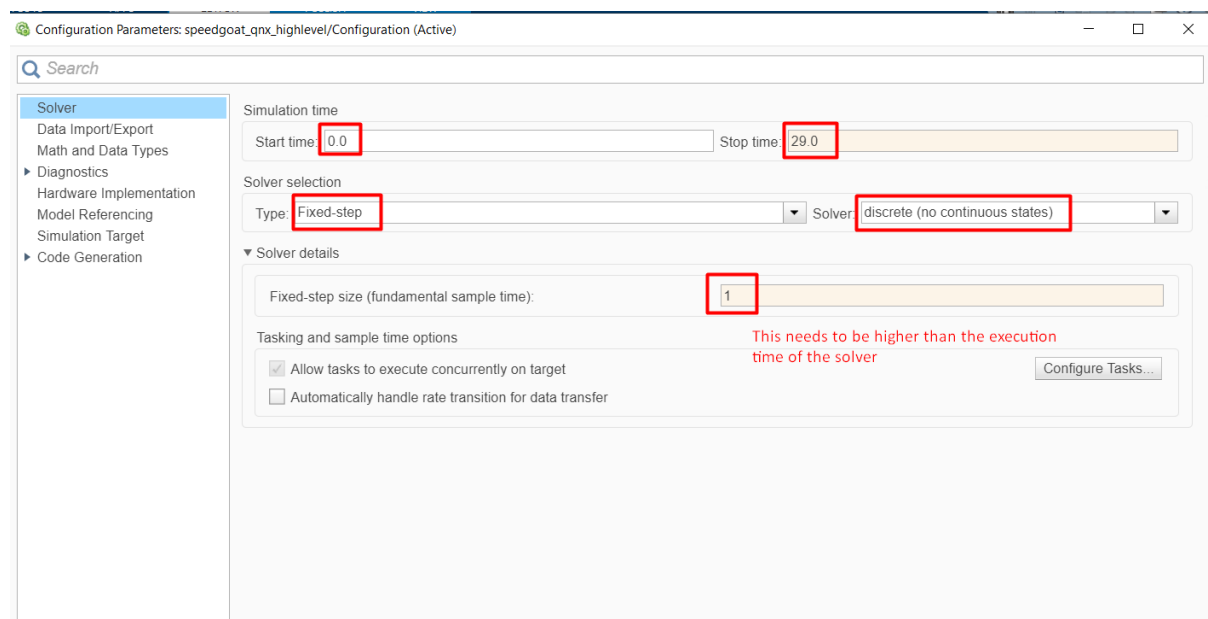 Configuration Parameters: speedgoat_qnx_highlevel/Configuration (Active)
Search
Solver
Data Import/Export
Math and Data Types
Diagnostics
Hardware Implementation
Model Referencing
Simulation Target
Code Generation
Simulation time
Start time: 0.0 Stop time: 29.0
Solver selection
Type: Fixed-step Solver: discrete (no continuous states)
Solver details
Fixed-step size (fundamental sample time): 1
Tasking and sample time options
This needs to be higher than the execution
time of the solver
Allow tasks to execute concurrently on target Configure Tasks...
Automatically handle rate transition for data transfer